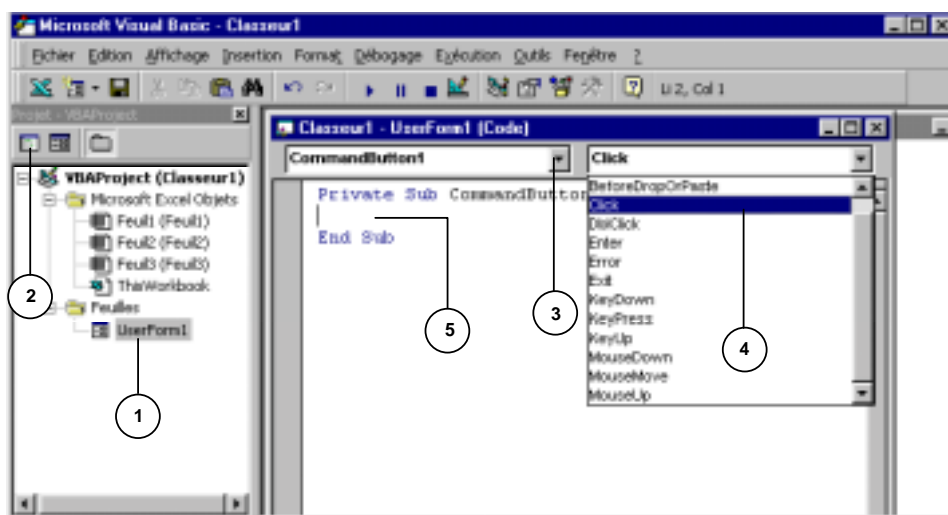 Microsoft Visual Basic - Classeur1
Fichier Edition Affichage Insertion Format Débogage Exécution Outils Fenêtre ?
Li 2, Col 1
Projet - VBAProject
VBAProject (Classeur1)
Microsoft Excel Objets
Feuil1 (Feuil1)
Feuil2 (Feuil2)
Feuil3 (Feuil3)
ThisWorkbook
Feuilles
UserForm1
Classeur1 - UserForm1 (Code)
CommandButton1
Click
Private Sub CommandButton
End Sub
BeforeDropOrPaste
Click
DblClick
Enter
Error
Exit
KeyDown
KeyPress
KeyUp
MouseDown
MouseMove
MouseUp
1
2
3
4
5